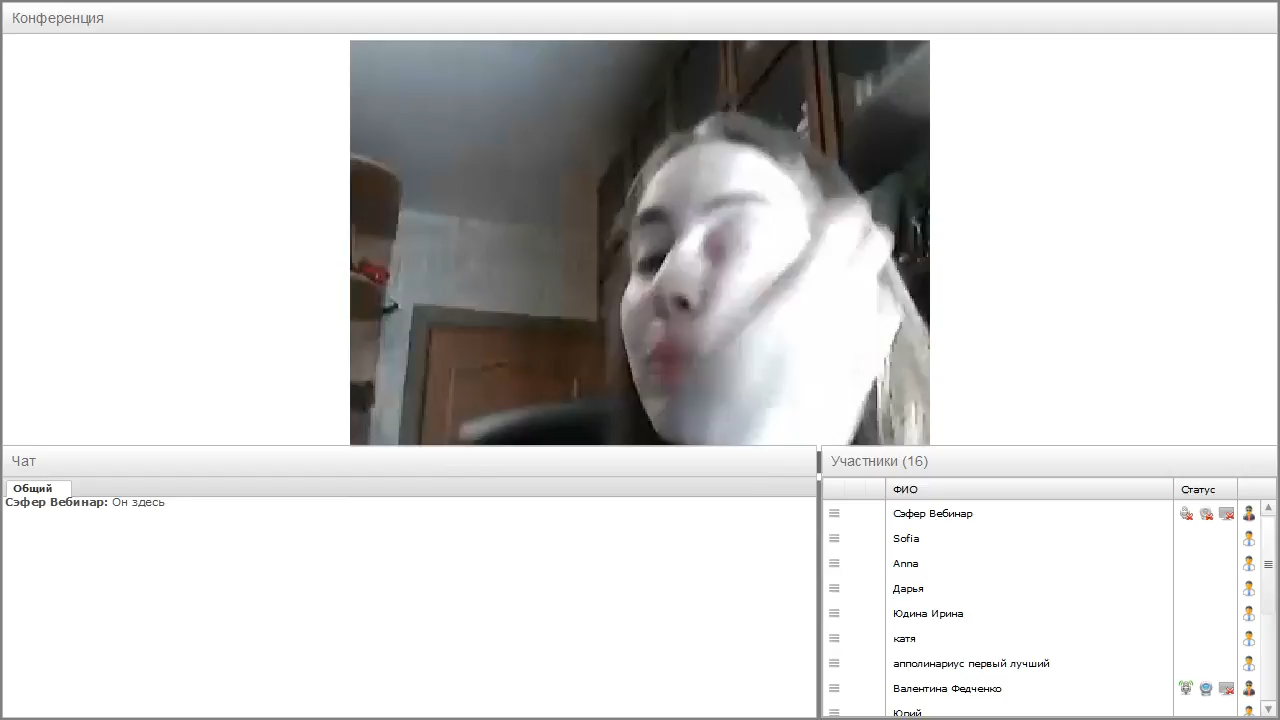 Конференция
Чат
Общий
Сэфер Вебинар: Он здесь
Участники (16)
ФИО Статус
Сэфер Вебинар
Sofia
Anna
Дарья
Юдина Ирина
катя
апполинариус первый лучший
Валентина Федченко
Юрий